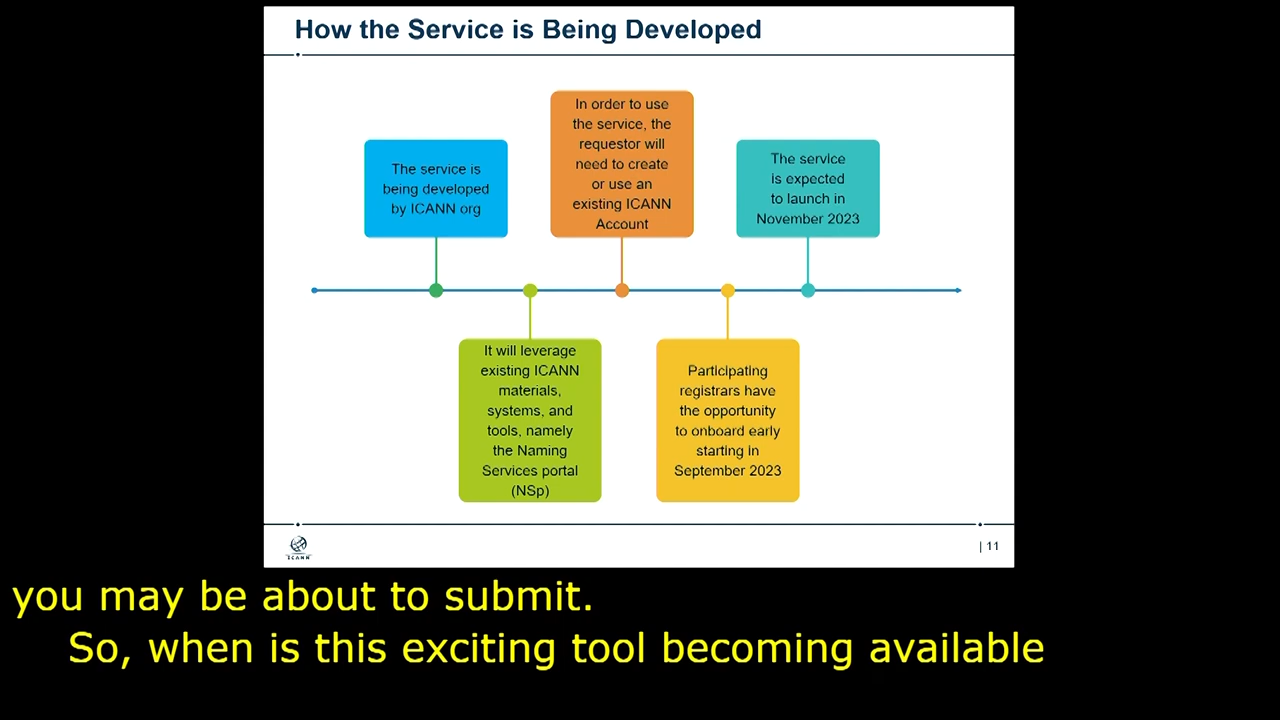 How the Service is Being Developed
The service is
being developed
by ICANN org
It will leverage
existing ICANN
materials,
systems, and
tools, namely
the Naming
Services portal
(NSp)
In order to use
the service, the
requestor will
need to create
or use an
existing ICANN
Account
Participating
registrars have
the opportunity
to onboard early
starting in
September 2023
The service
is expected
to launch in
November 2023
ICANN
| 11
you may be about to submit.
So, when is this exciting tool becoming available